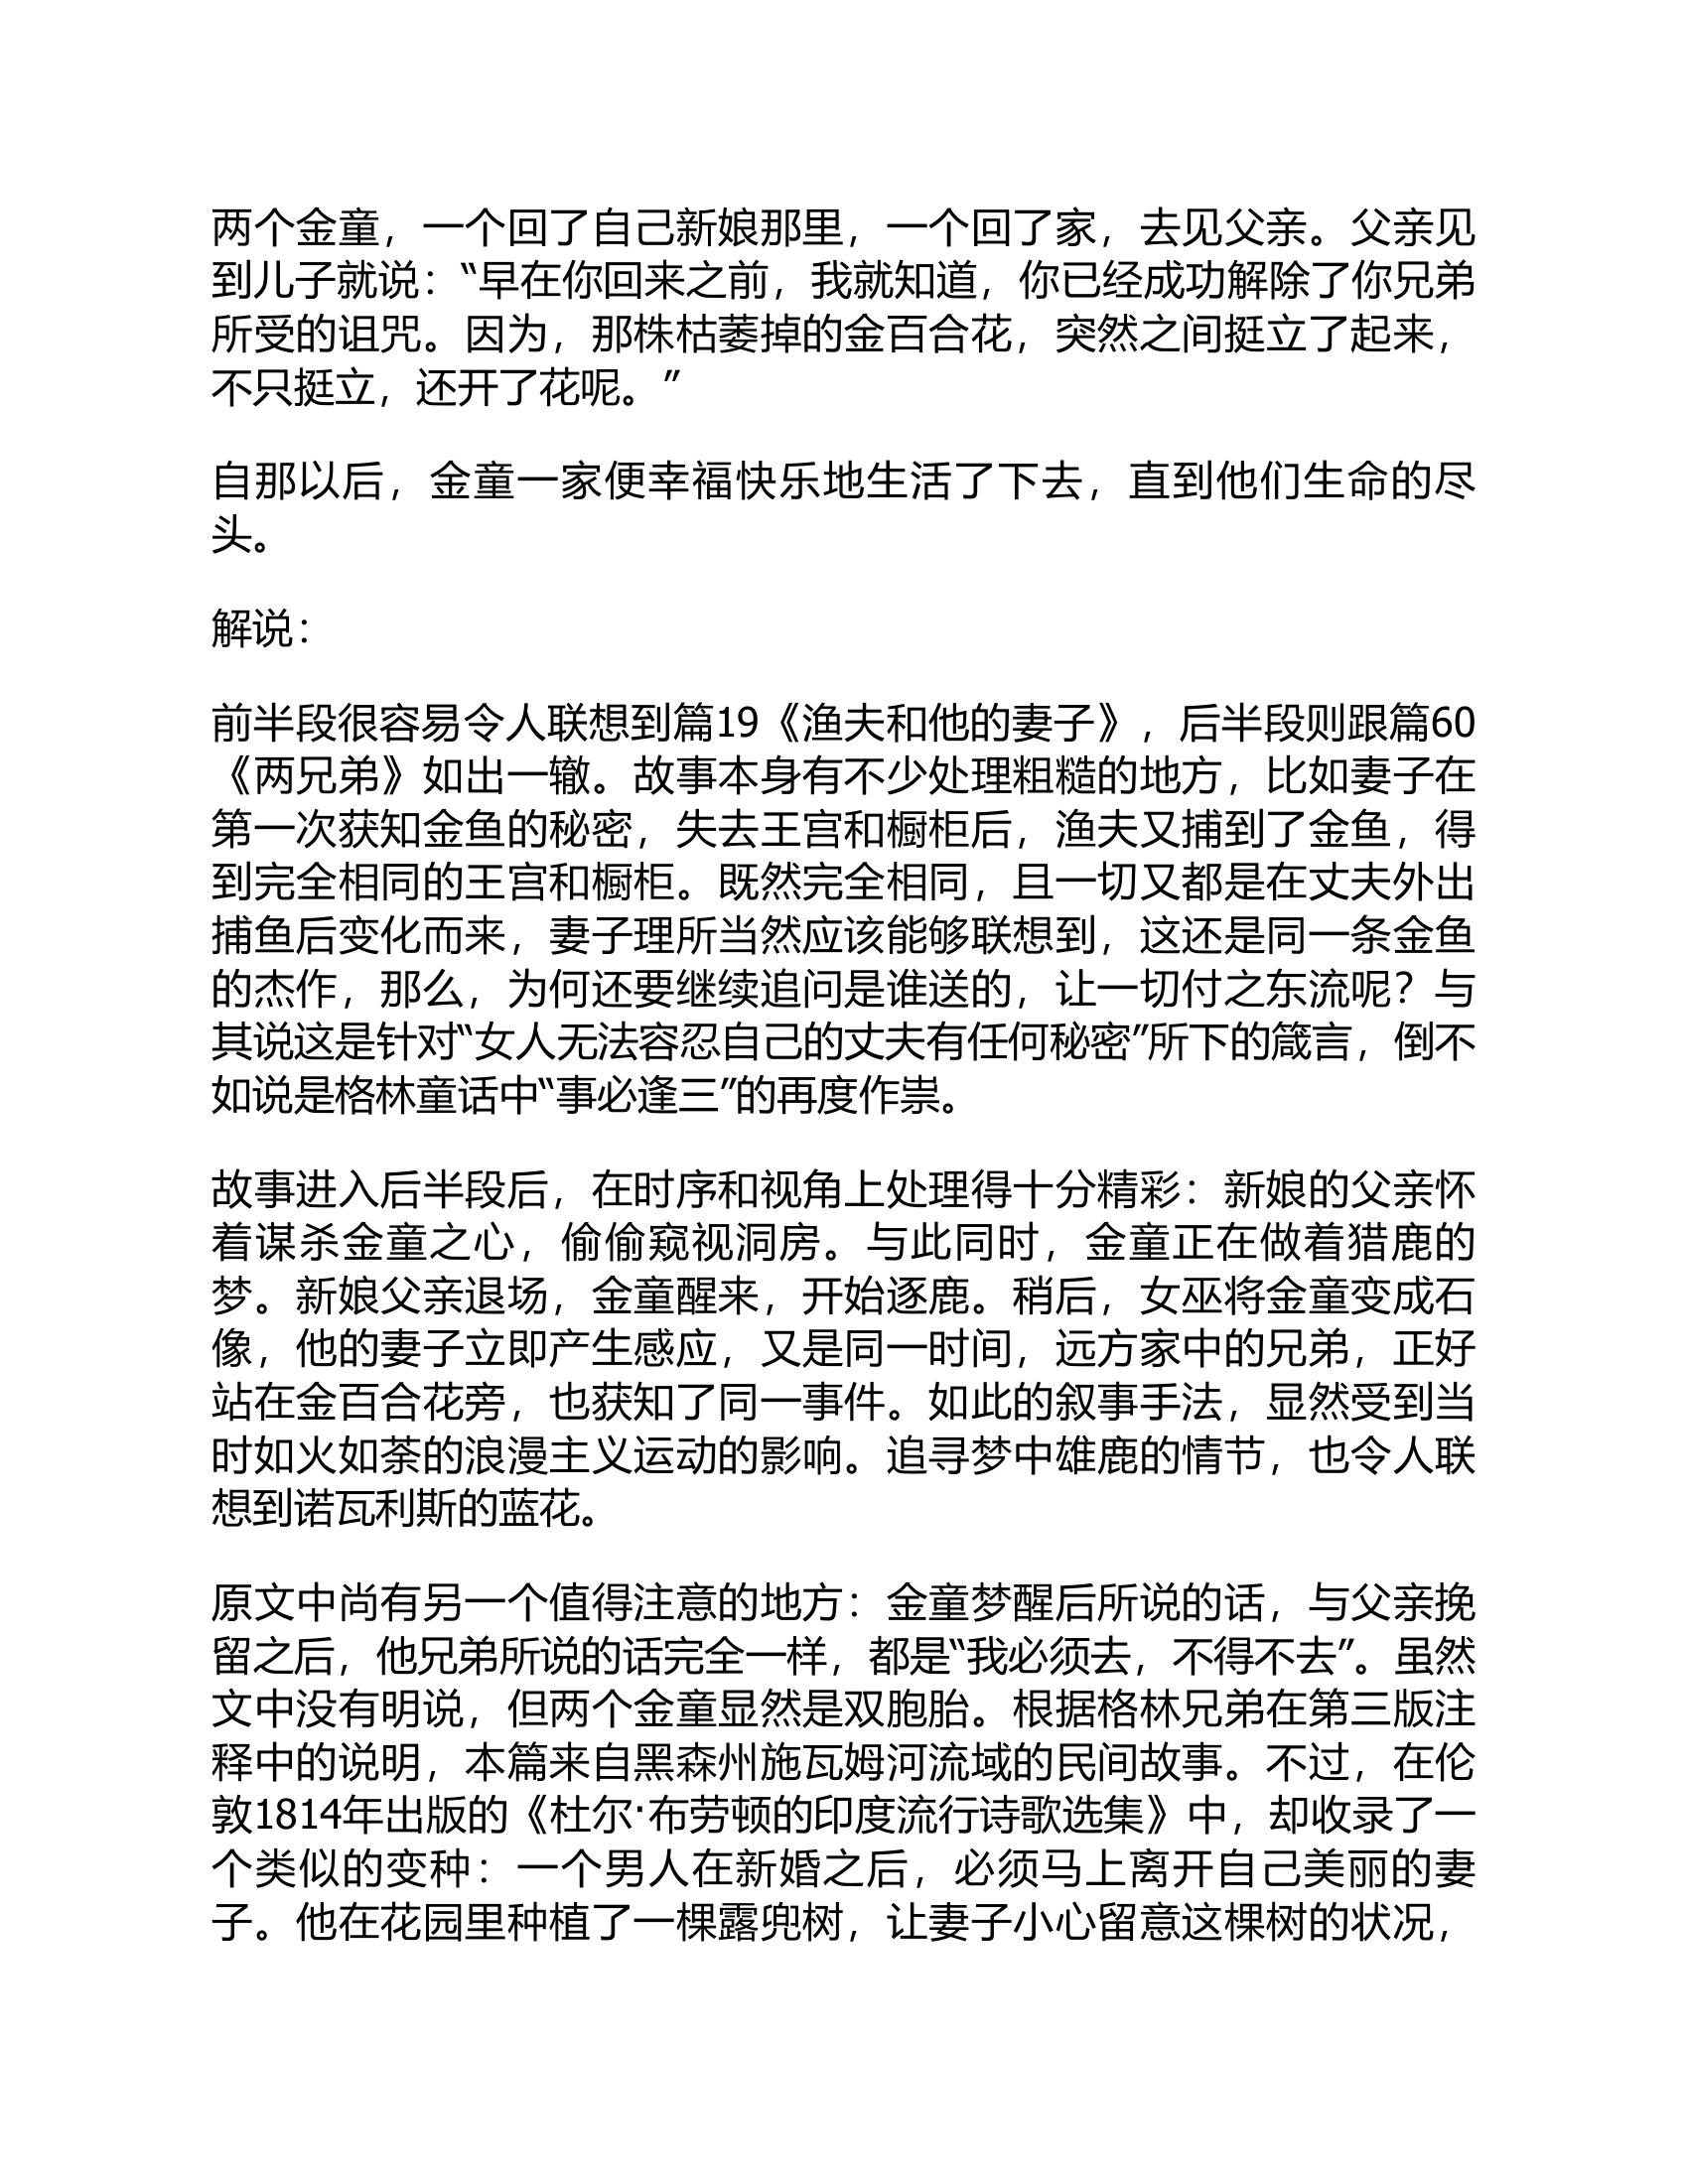 两个金童，一个回了自己新娘那里，一个回了家，去见父亲。父亲见
到儿子就说：“早在你回来之前，我就知道，你已经成功解除了你兄弟
所受的诅咒。因为，那株枯萎掉的金百合花，突然之间挺立了起来，
不只挺立，还开了花呢。”
自那以后，金童一家便幸福快乐地生活了下去，直到他们生命的尽
头。
解说：
前半段很容易令人联想到篇19《渔夫和他的妻子》，后半段则跟篇60
《两兄弟》如出一辙。故事本身有不少处理粗糙的地方，比如妻子在
第一次获知金鱼的秘密，失去王宫和橱柜后，渔夫又捕到了金鱼，得
到完全相同的王宫和橱柜。既然完全相同，且一切又都是在丈夫外出
捕鱼后变化而来，妻子理所当然应该能够联想到，这还是同一条金鱼
的杰作，那么，为何还要继续追问是谁送的，让一切付之东流呢？与
其说这是针对“女人无法容忍自己的丈夫有任何秘密”所下的箴言，倒不
如说是格林童话中“事必逢三”的再度作祟。
故事进入后半段后，在时序和视角上处理得十分精彩：新娘的父亲怀
着谋杀金童之心，偷偷窥视洞房。与此同时，金童正在做着猎鹿的
梦。新娘父亲退场，金童醒来，开始逐鹿。稍后，女巫将金童变成石
像，他的妻子立即产生感应，又是同一时间，远方家中的兄弟，正好
站在金百合花旁，也获知了同一事件。如此的叙事手法，显然受到当
时如火如荼的浪漫主义运动的影响。追寻梦中雄鹿的情节，也令人联
想到诺瓦利斯的蓝花。
原文中尚有另一个值得注意的地方：金童梦醒后所说的话，与父亲挽
留之后，他兄弟所说的话完全一样，都是“我必须去，不得不去”。虽然
文中没有明说，但两个金童显然是双胞胎。根据格林兄弟在第三版注
释中的说明，本篇来自黑森州施瓦姆河流域的民间故事。不过，在伦
敦1814年出版的《杜尔·布劳顿的印度流行诗歌选集》中，却收录了一
个类似的变种：一个男人在新婚之后，必须马上离开自己美丽的妻
子。他在花园里种植了一棵露兜树，让妻子小心留意这棵树的状况，